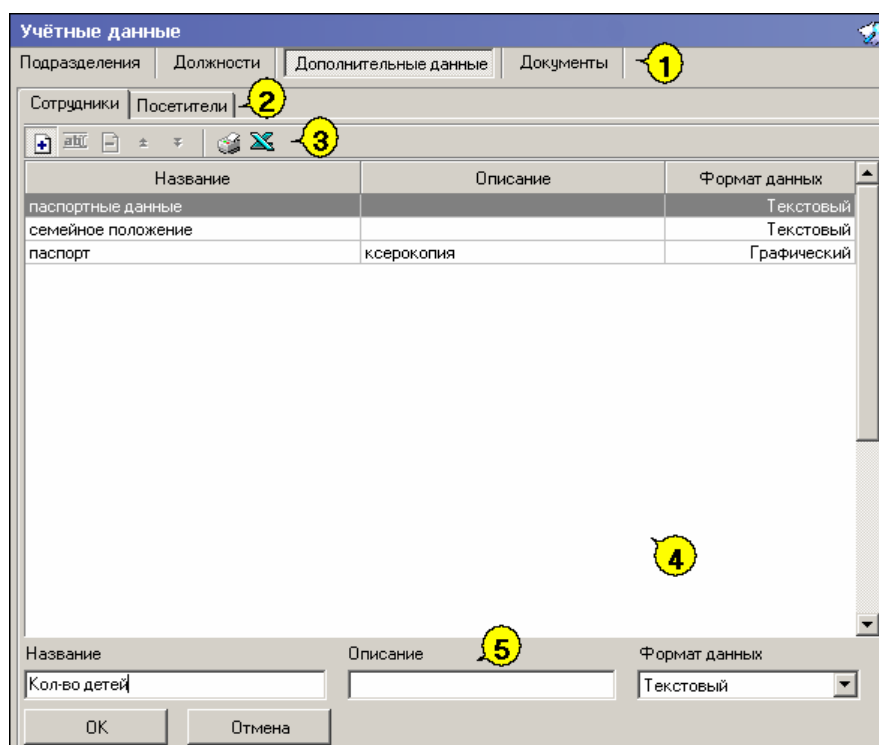 Учётные данные
Подразделения Должности Дополнительные данные Документы 1
Сотрудники Посетители 2
abc 3
Название Описание Формат данных
паспортные данные Текстовый
семейное положение Текстовый
паспорт ксерокопия Графический
4
Название Описание 5 Формат данных
Кол-во детей Текстовый
OK Отмена